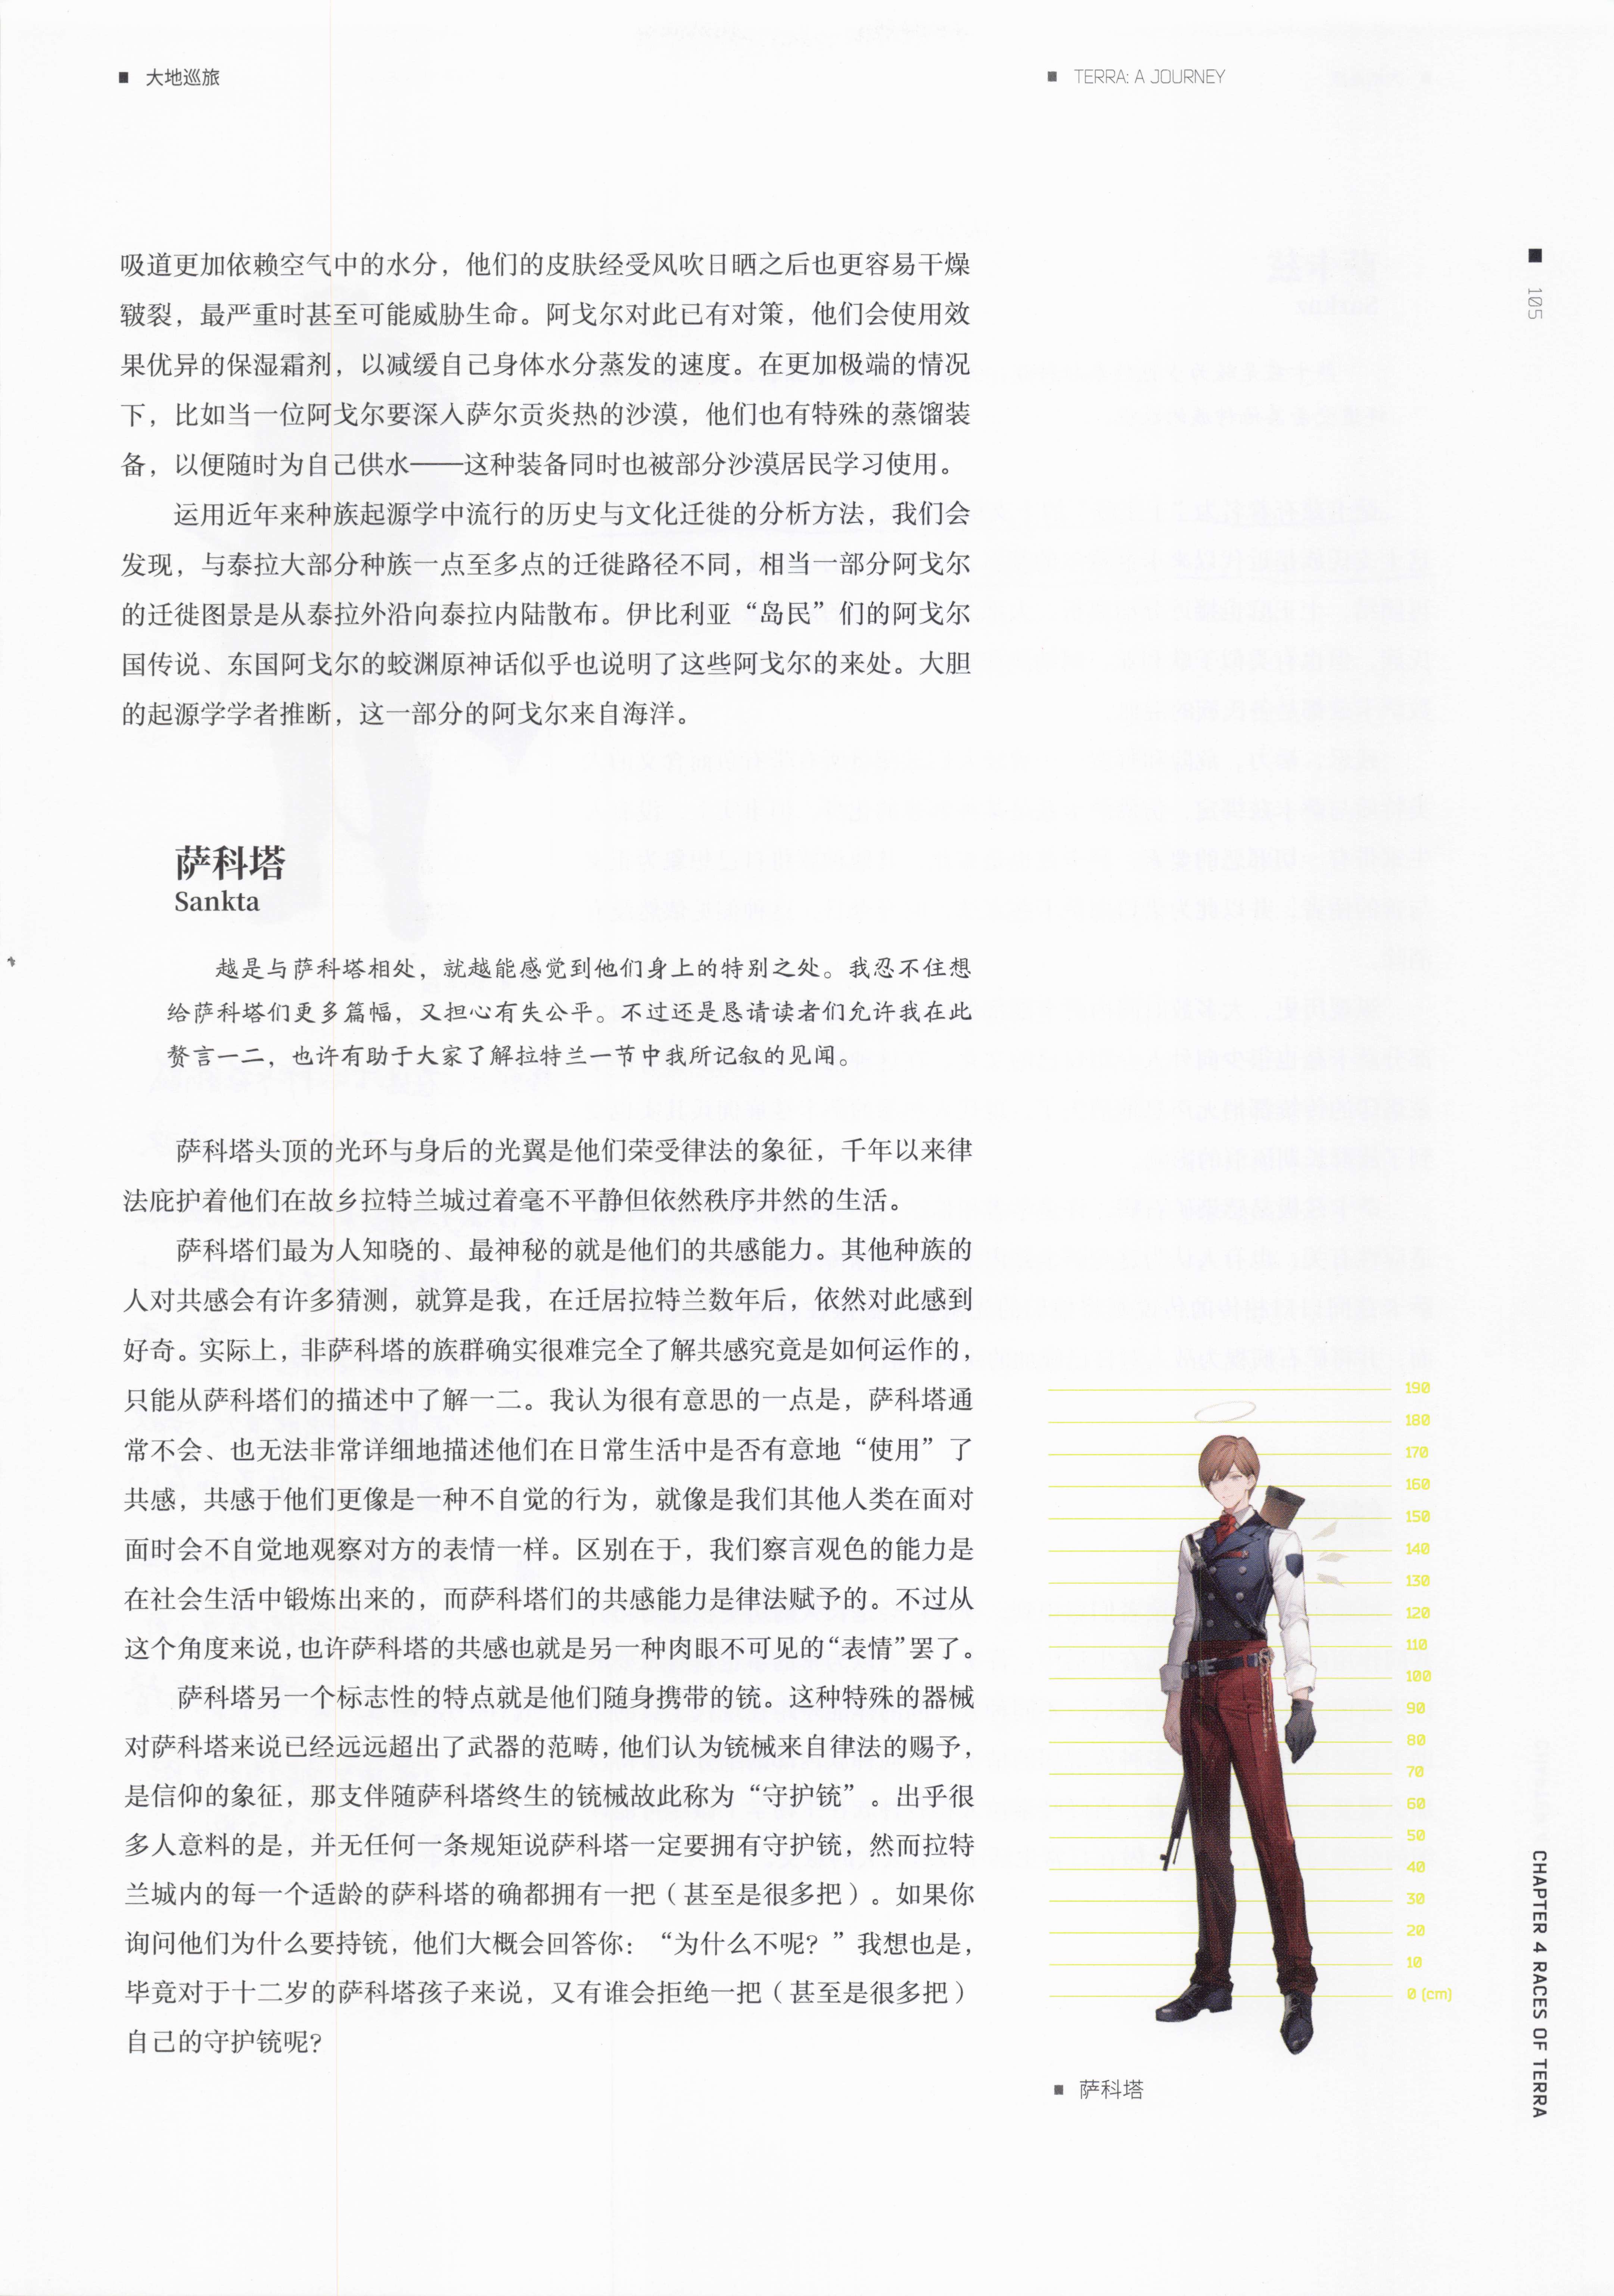 大地巡旅
TERRA: A JOURNEY
105
吸道更加依赖空气中的水分，他们的皮肤经受风吹日晒之后也更容易干燥
皲裂，最严重时甚至可能威胁生命。阿戈尔对此已有对策，他们会使用效
果优异的保湿霜剂，以减缓自己身体水分蒸发的速度。在更加极端的情况
下，比如当一位阿戈尔要深入萨尔贡炎热的沙漠，他们也有特殊的蒸馏装
备，以便随时为自己供水——这种装备同时也被部分沙漠居民学习使用。
运用近年来种族起源学中流行的历史与文化迁徙的分析方法，我们会
发现，与泰拉大部分种族一点至多点的迁徙路径不同，相当一部分阿戈尔
的迁徙图景是从泰拉外沿向泰拉内陆散布。伊比利亚“岛民”们的阿戈尔
国传说、东国阿戈尔的蛟渊原神话似乎也说明了这些阿戈尔的来处。大胆
的起源学学者推断，这一部分的阿戈尔来自海洋。
萨科塔
Sankta
越是与萨科塔相处，就越能感觉到他们身上的特别之处。我忍不住想
给萨科塔们更多篇幅，又担心有失公平。不过还是恳请读者们允许我在此
赘言一二，也许有助于大家了解拉特兰一节中我所记叙的见闻。
萨科塔头顶的光环与身后的光翼是他们荣受律法的象征，千年以来律
法庇护着他们在故乡拉特兰城过着毫不平静但依然秩序井然的生活。
萨科塔们最为人知晓的、最神秘的就是他们的共感能力。其他种族的
人对共感会有许多猜测，就算是我，在迁居拉特兰数年后，依然对此感到
好奇。实际上，非萨科塔的族群确实很难完全了解共感究竟是如何运作的，
只能从萨科塔们的描述中了解一二。我认为很有意思的一点是，萨科塔通
常不会、也无法非常详细地描述他们在日常生活中是否有意地“使用”了
共感，共感于他们更像是一种不自觉的行为，就像是我们其他人类在面对
面时会不自觉地观察对方的表情一样。区别在于，我们察言观色的能力是
在社会生活中锻炼出来的，而萨科塔们的共感能力是律法赋予的。不过从
这个角度来说，也许萨科塔的共感也就是另一种肉眼不可见的“表情”罢了。
萨科塔另一个标志性的特点就是他们随身携带的铳。这种特殊的器械
对萨科塔来说已经远远超出了武器的范畴，他们认为铳械来自律法的赐予，
是信仰的象征，那支伴随萨科塔终生的铳械故此称为“守护铳”。出乎很
多人意料的是，并无任何一条规矩说萨科塔一定要拥有守护铳，然而拉特
兰城内的每一个适龄的萨科塔的确都拥有一把（甚至是很多把）。如果你
询问他们为什么要持铳，他们大概会回答你：“为什么不呢？”我想也是，
毕竟对于十二岁的萨科塔孩子来说，又有谁会拒绝一把（甚至是很多把）
自己的守护铳呢？
190
180
170
160
150
140
130
120
110
100
90
80
70
60
50
40
30
20
10
0 (cm)
萨科塔
CHAPTER 4 RACES OF TERRA